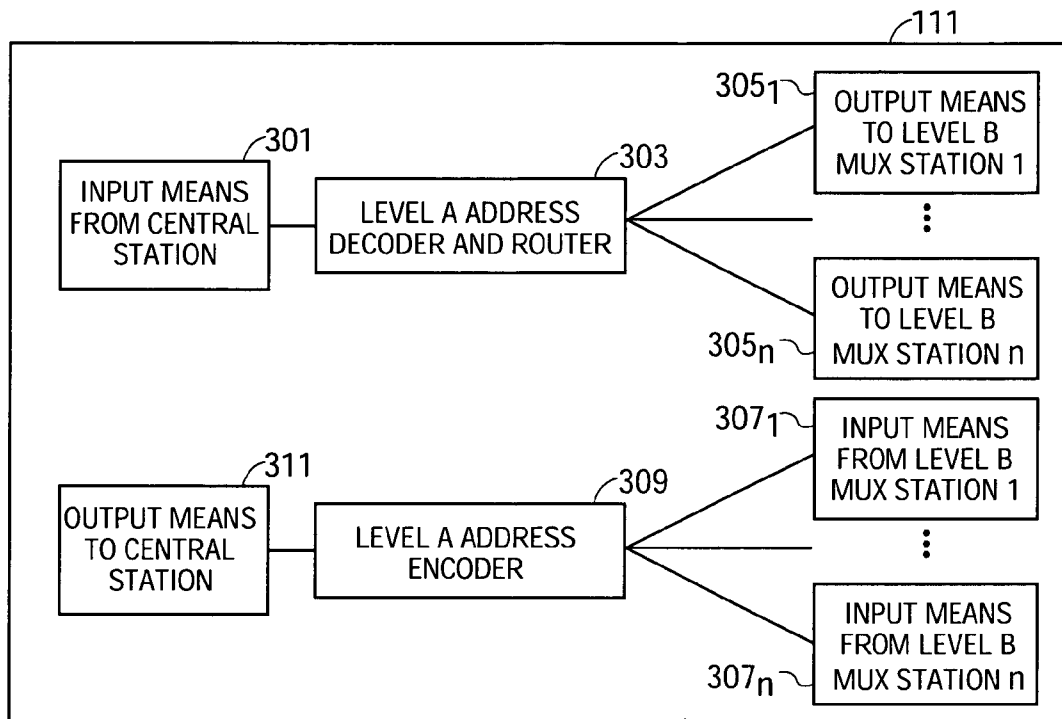 111
301
INPUT MEANS
FROM CENTRAL
STATION
303
LEVEL A ADDRESS
DECODER AND ROUTER
305₁
OUTPUT MEANS
TO LEVEL B
MUX STATION 1
305ₙ
OUTPUT MEANS
TO LEVEL B
MUX STATION n
311
OUTPUT MEANS
TO CENTRAL
STATION
309
LEVEL A ADDRESS
ENCODER
307₁
INPUT MEANS
FROM LEVEL B
MUX STATION 1
307ₙ
INPUT MEANS
FROM LEVEL B
MUX STATION n